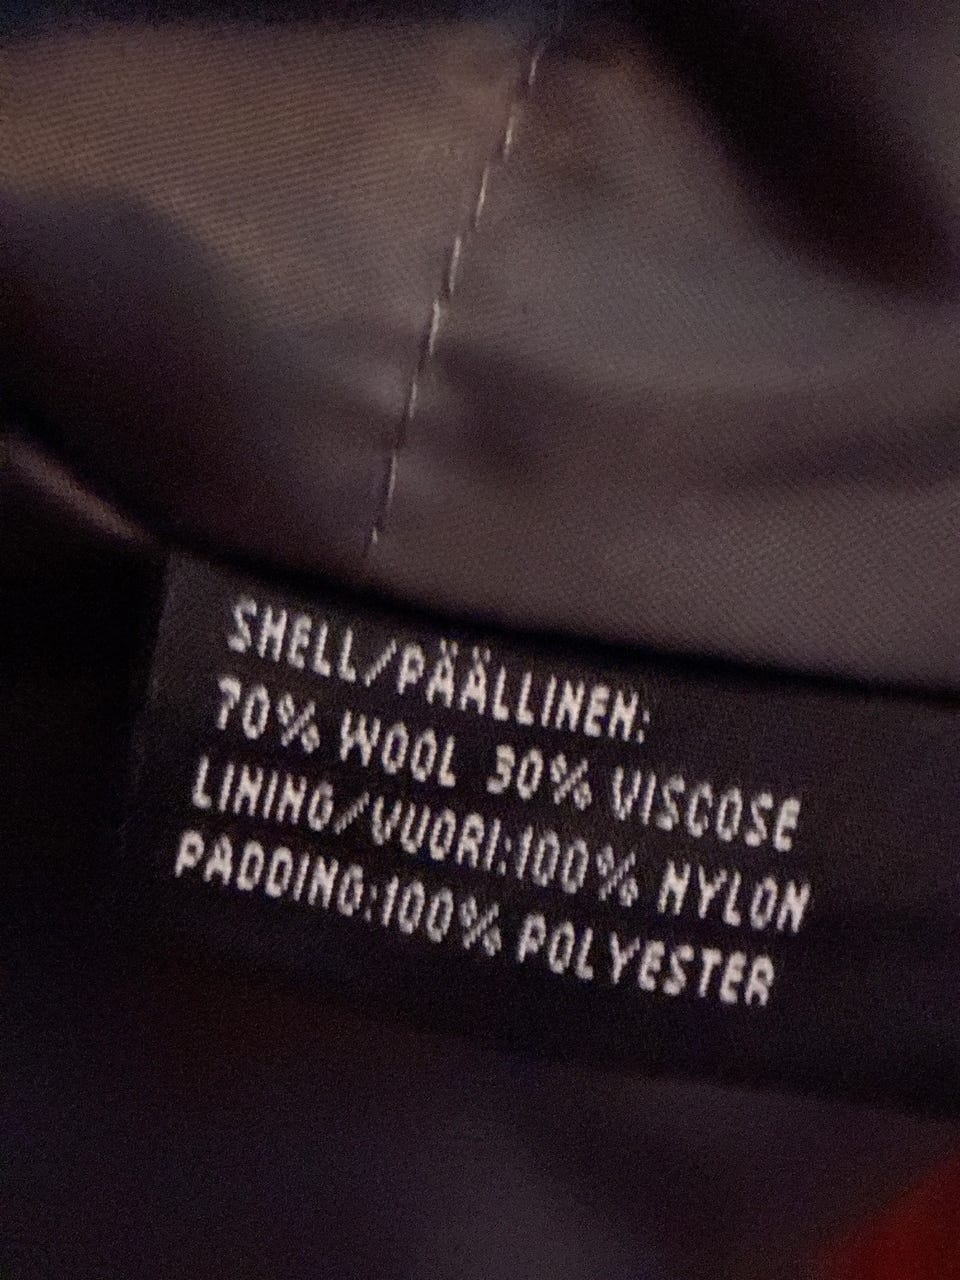 SHELL/PÄÄLLINEN:
70% WOOL 30% VISCOSE
LINING/VUORI:100% NYLON
PADDING:100% POLYESTER